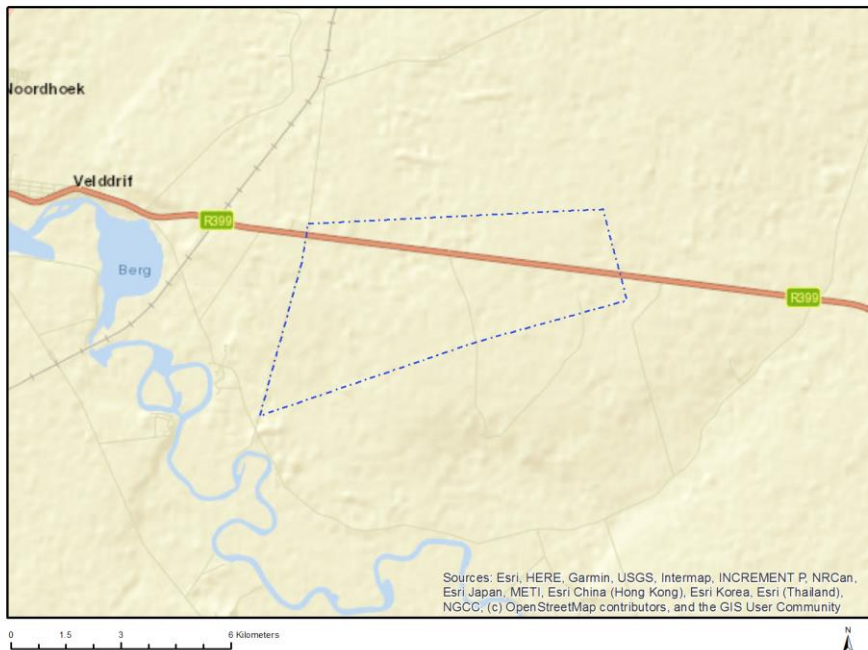 Noordhoek
Velddrif
R399
Berg
R399
Sources: Esri, HERE, Garmin, USGS, Intermap, INCREMENT P, NRCan,
Esri Japan, METI, Esri China (Hong Kong), Esri Korea, Esri (Thailand),
NGCC, (c) OpenStreetMap contributors, and the GIS User Community
0 1.5 3 6 Kilometers
N